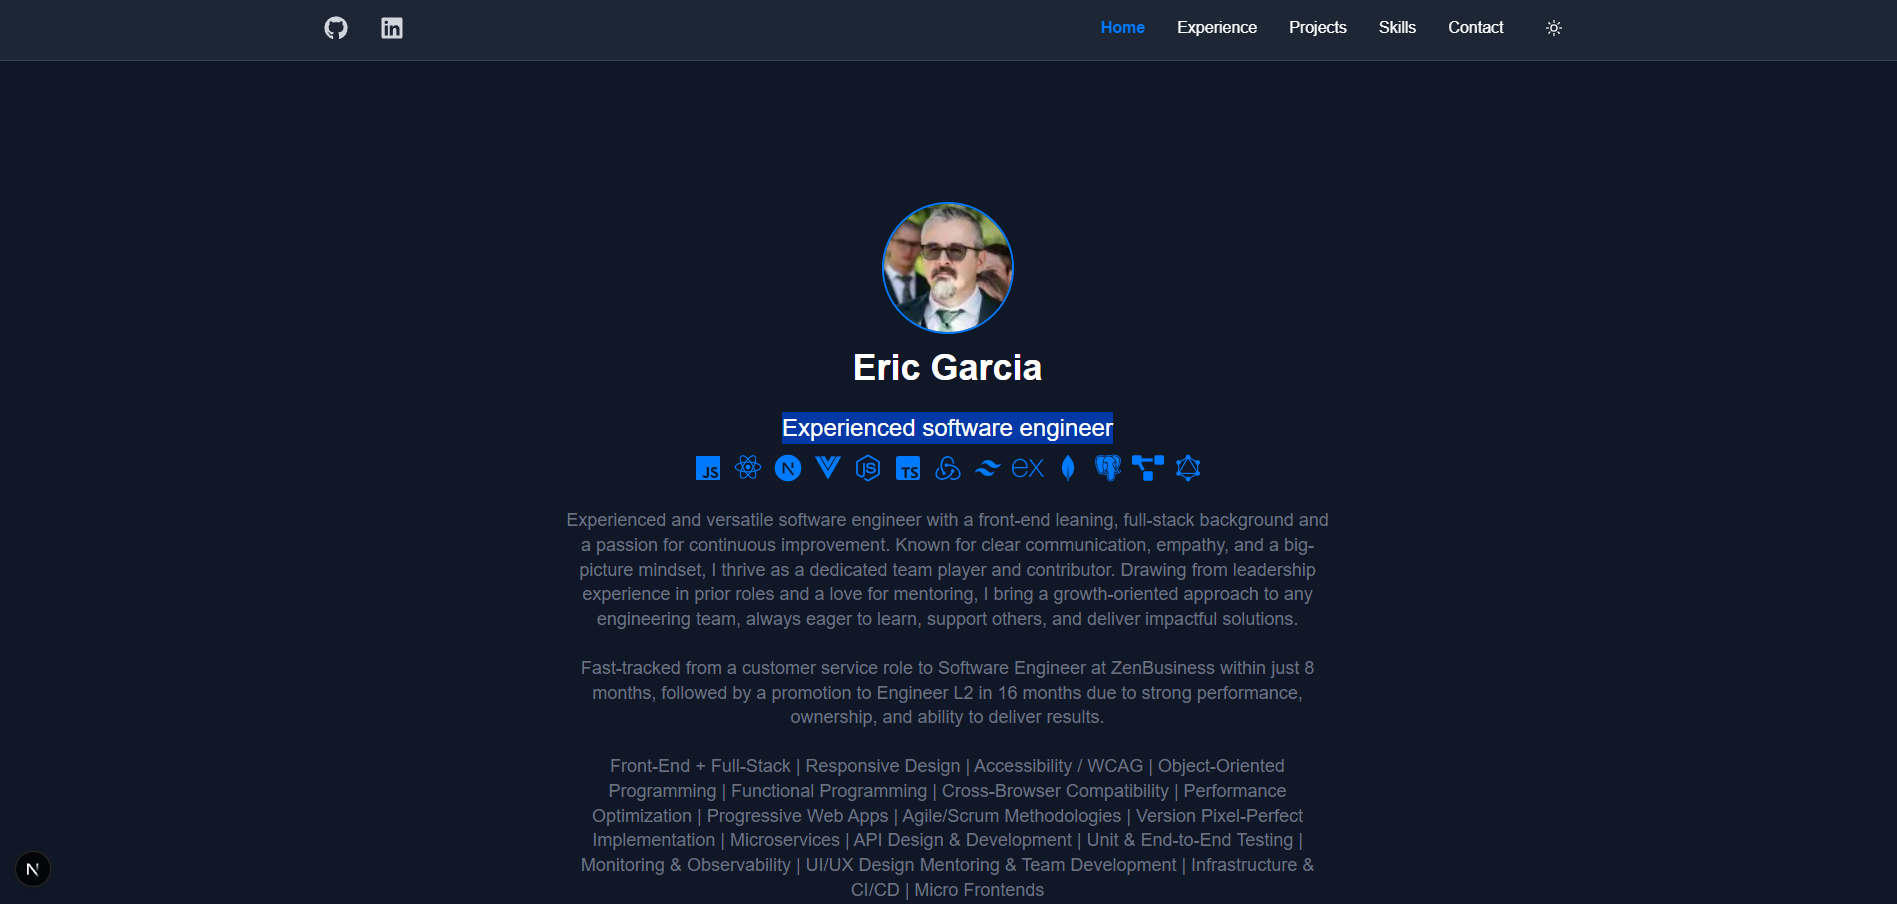 Home Experience Projects Skills Contact
Eric Garcia
Experienced software engineer
JS N JS TS ex
Experienced and versatile software engineer with a front-end leaning, full-stack background and
a passion for continuous improvement. Known for clear communication, empathy, and a big-
picture mindset, I thrive as a dedicated team player and contributor. Drawing from leadership
experience in prior roles and a love for mentoring, I bring a growth-oriented approach to any
engineering team, always eager to learn, support others, and deliver impactful solutions.
Fast-tracked from a customer service role to Software Engineer at ZenBusiness within just 8
months, followed by a promotion to Engineer L2 in 16 months due to strong performance,
ownership, and ability to deliver results.
Front-End + Full-Stack | Responsive Design | Accessibility / WCAG | Object-Oriented
Programming | Functional Programming | Cross-Browser Compatibility | Performance
Optimization | Progressive Web Apps | Agile/Scrum Methodologies | Version Pixel-Perfect
Implementation | Microservices | API Design & Development | Unit & End-to-End Testing |
Monitoring & Observability | UI/UX Design Mentoring & Team Development | Infrastructure &
CI/CD | Micro Frontends
N